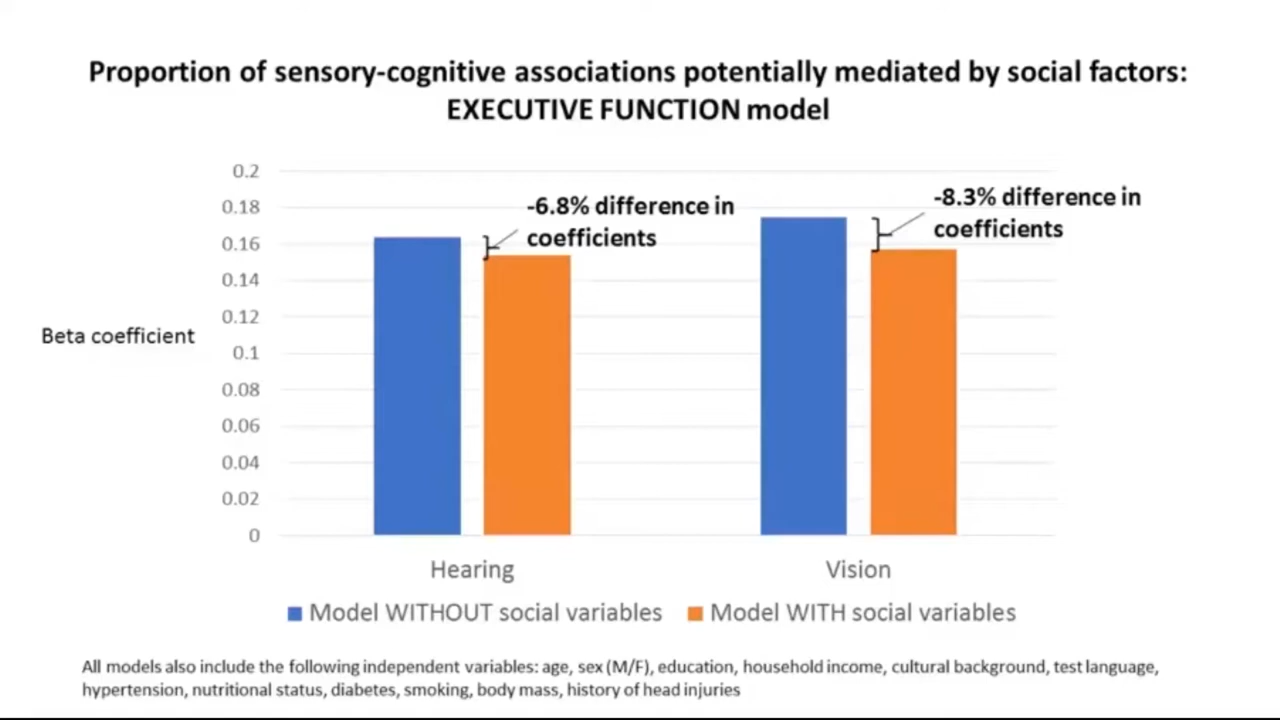 Proportion of sensory-cognitive associations potentially mediated by social factors:
EXECUTIVE FUNCTION model
0.2
0.18
0.16
0.14
0.12
0.1
0.08
0.06
0.04
0.02
0
Beta coefficient
-6.8% difference in
coefficients
-8.3% difference in
coefficients
Hearing
Vision
Model WITHOUT social variables
Model WITH social variables
All models also include the following independent variables: age, sex (M/F), education, household income, cultural background, test language,
hypertension, nutritional status, diabetes, smoking, body mass, history of head injuries